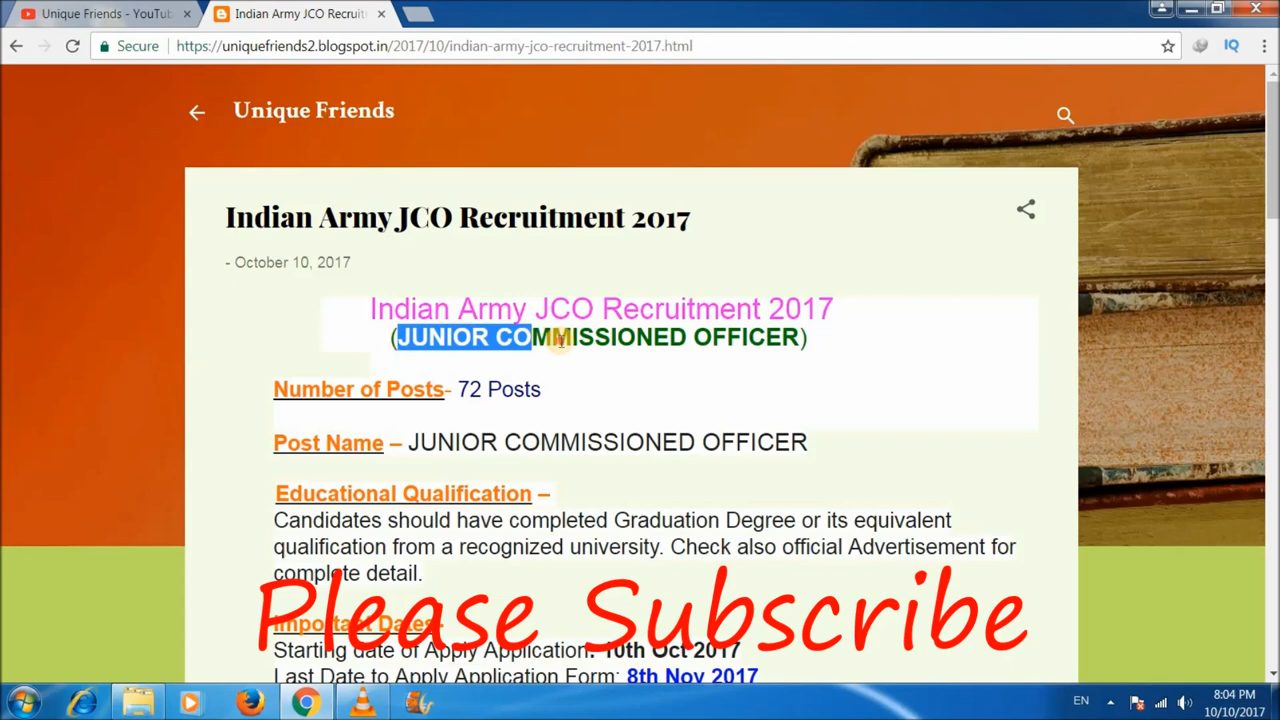 Unique Friends - YouTube
Indian Army JCO Recruitm
Secure
https://uniquefriends2.blogspot.in/2017/10/indian-army-jco-recruitment-2017.html
IQ
Unique Friends
Indian Army JCO Recruitment 2017
- October 10, 2017
Indian Army JCO Recruitment 2017
(JUNIOR COMMISSIONED OFFICER)
Number of Posts- 72 Posts
Post Name – JUNIOR COMMISSIONED OFFICER
Educational Qualification –
Candidates should have completed Graduation Degree or its equivalent
qualification from a recognized university. Check also official Advertisement for
complete detail.
Please Subscribe
Important Dates-
Starting date of Apply Application: 10th Oct 2017
Last Date to Apply Application Form: 8th Nov 2017
EN
8:04 PM
10/10/2017